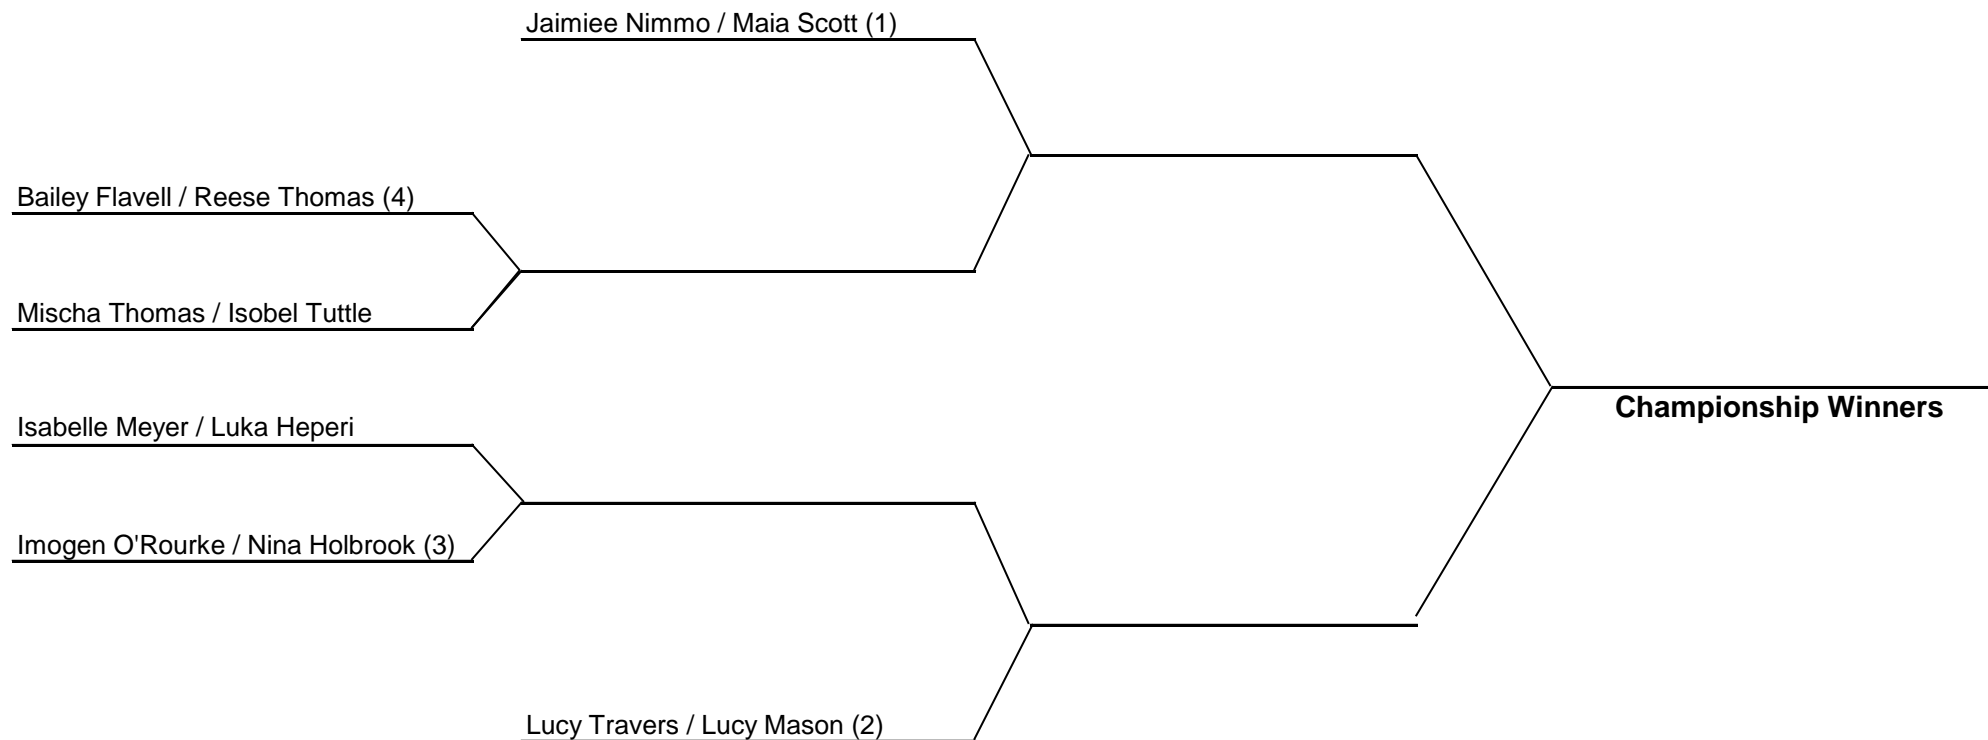 Jaimiee Nimmo / Maia Scott (1)
Bailey Flavell / Reese Thomas (4)
Mischa Thomas / Isobel Tuttle
Championship Winners
Isabelle Meyer / Luka Heperi
Imogen O'Rourke / Nina Holbrook (3)
Lucy Travers / Lucy Mason (2)